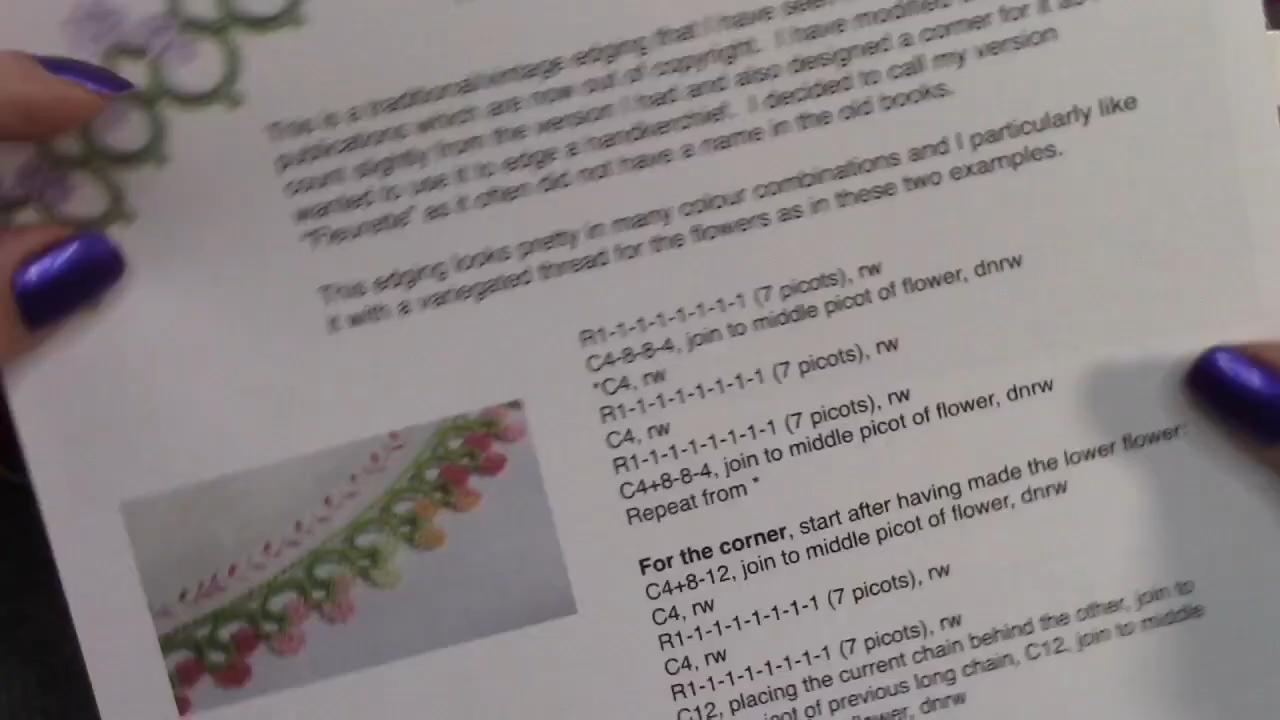 This is a traditional/vintage edging that I have seen
publications which are now out of copyright. I have modified
count slightly from the version I had and also designed a corner for it as I
wanted to use it to edge a handkerchief. I decided to call my version
"Fleurette" as it often did not have a name in the old books.
This edging looks pretty in many colour combinations and I particularly like
it with a variegated thread for the flowers as in these two examples.
R1-1-1-1-1-1-1-1 (7 picots), rw
C4-8-8-4, join to middle picot of flower, dnrw
*C4, rw
R1-1-1-1-1-1-1-1 (7 picots), rw
C4, rw
R1-1-1-1-1-1-1-1 (7 picots), rw
C4+8-8-4, join to middle picot of flower, dnrw
Repeat from *
For the corner, start after having made the lower flower:
C4+8-12, join to middle picot of flower, dnrw
C4, rw
R1-1-1-1-1-1-1-1 (7 picots), rw
C4, rw
R1-1-1-1-1-1-1-1 (7 picots), rw
C12, placing the current chain behind the other, join to
picot of previous long chain, C12, join to middle
flower, dnrw